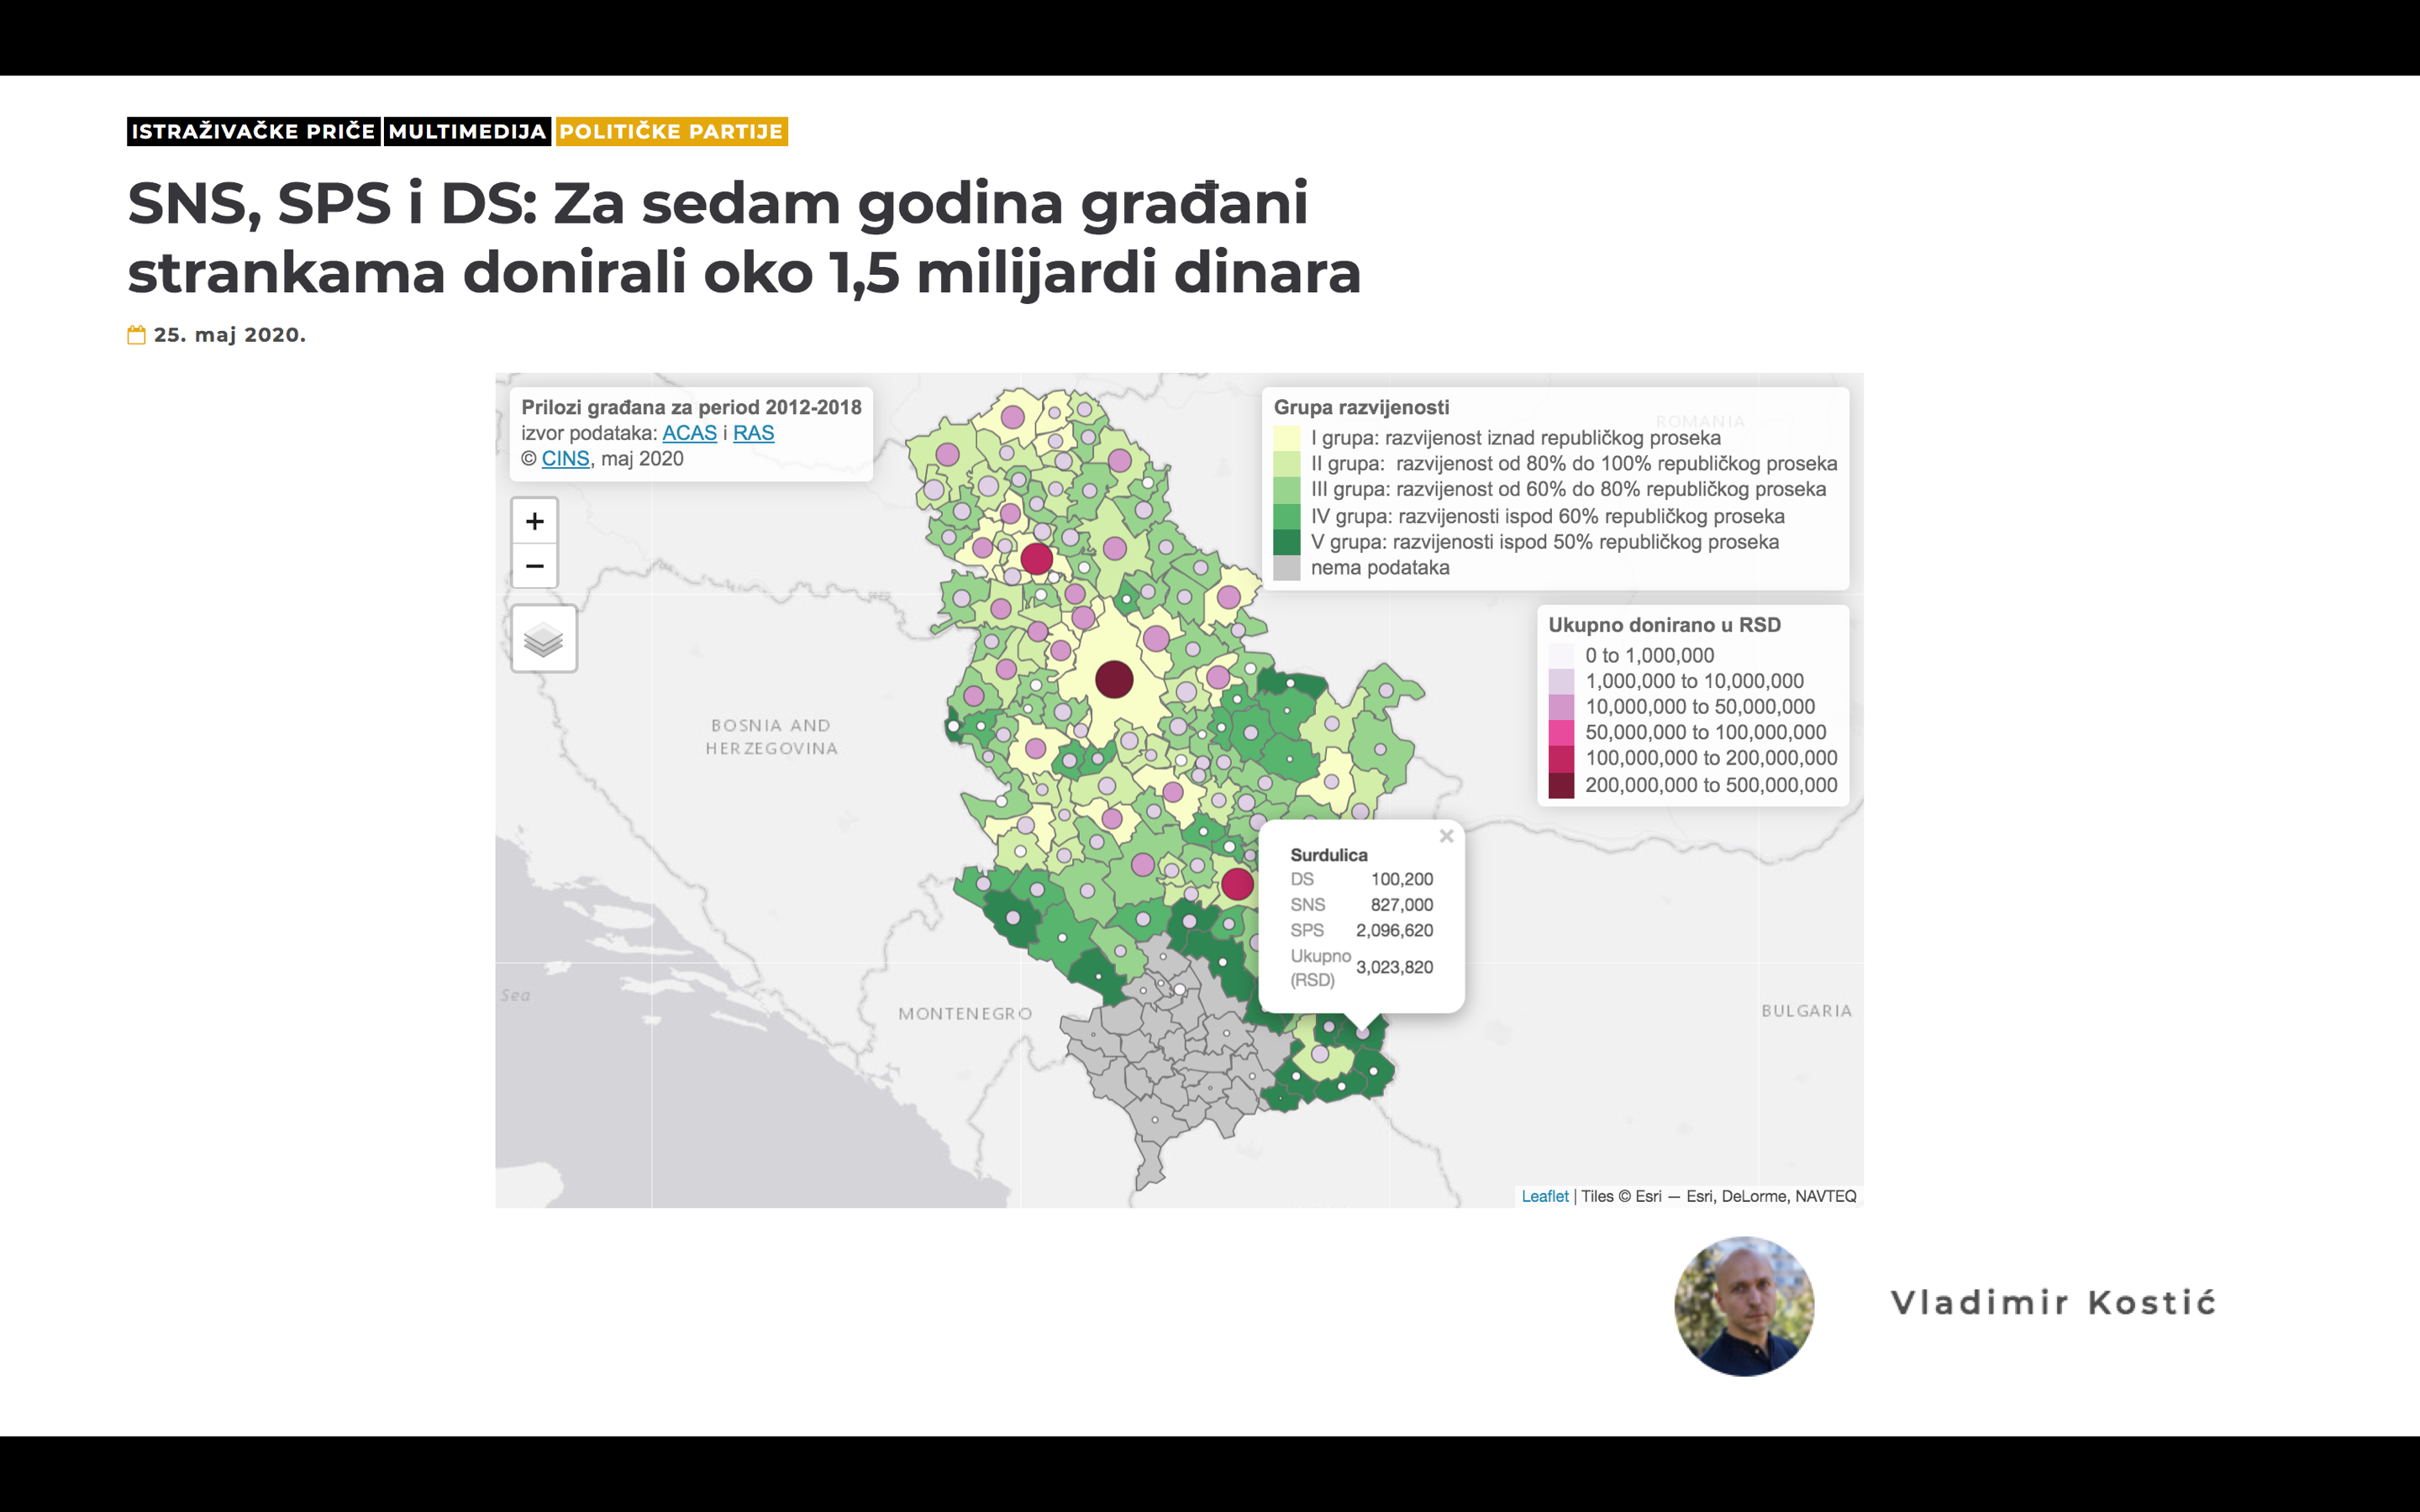 ISTRAŽIVAČKE PRIČE MULTIMEDIJA POLITIČKE PARTIJE
SNS, SPS i DS: Za sedam godina građani
strankama donirali oko 1,5 milijardi dinara
25. maj 2020.
Prilozi građana za period 2012-2018
izvor podataka: ACAS i RAS
© CINS, maj 2020
+
−
Grupa razvijenosti
I grupa: razvijenost iznad republičkog proseka
II grupa: razvijenost od 80% do 100% republičkog proseka
III grupa: razvijenost od 60% do 80% republičkog proseka
IV grupa: razvijenosti ispod 60% republičkog proseka
V grupa: razvijenosti ispod 50% republičkog proseka
nema podataka
ROMANIA
Ukupno donirano u RSD
0 to 1,000,000
1,000,000 to 10,000,000
10,000,000 to 50,000,000
50,000,000 to 100,000,000
100,000,000 to 200,000,000
200,000,000 to 500,000,000
BOSNIA AND
HERZEGOVINA
×
Surdulica
DS 100,200
SNS 827,000
SPS 2,096,620
Ukupno
(RSD) 3,023,820
Sea
MONTENEGRO
BULGARIA
Leaflet | Tiles © Esri — Esri, DeLorme, NAVTEQ
Vladimir Kostić